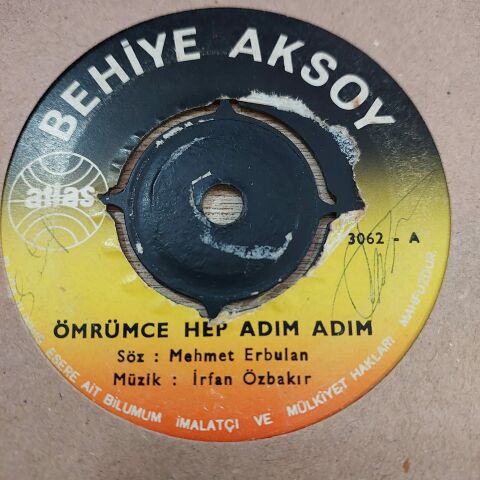 BEHİYE AKSOY
atlas
3062 - A
ÖMRÜMCE HEP ADIM ADIM
Söz : Mehmet Erbulan
Müzik : İrfan Özbakır
ESERE AİT BİLUMUM İMALATÇI VE MÜLKİYET HAKLARI MAHFUZDUR.